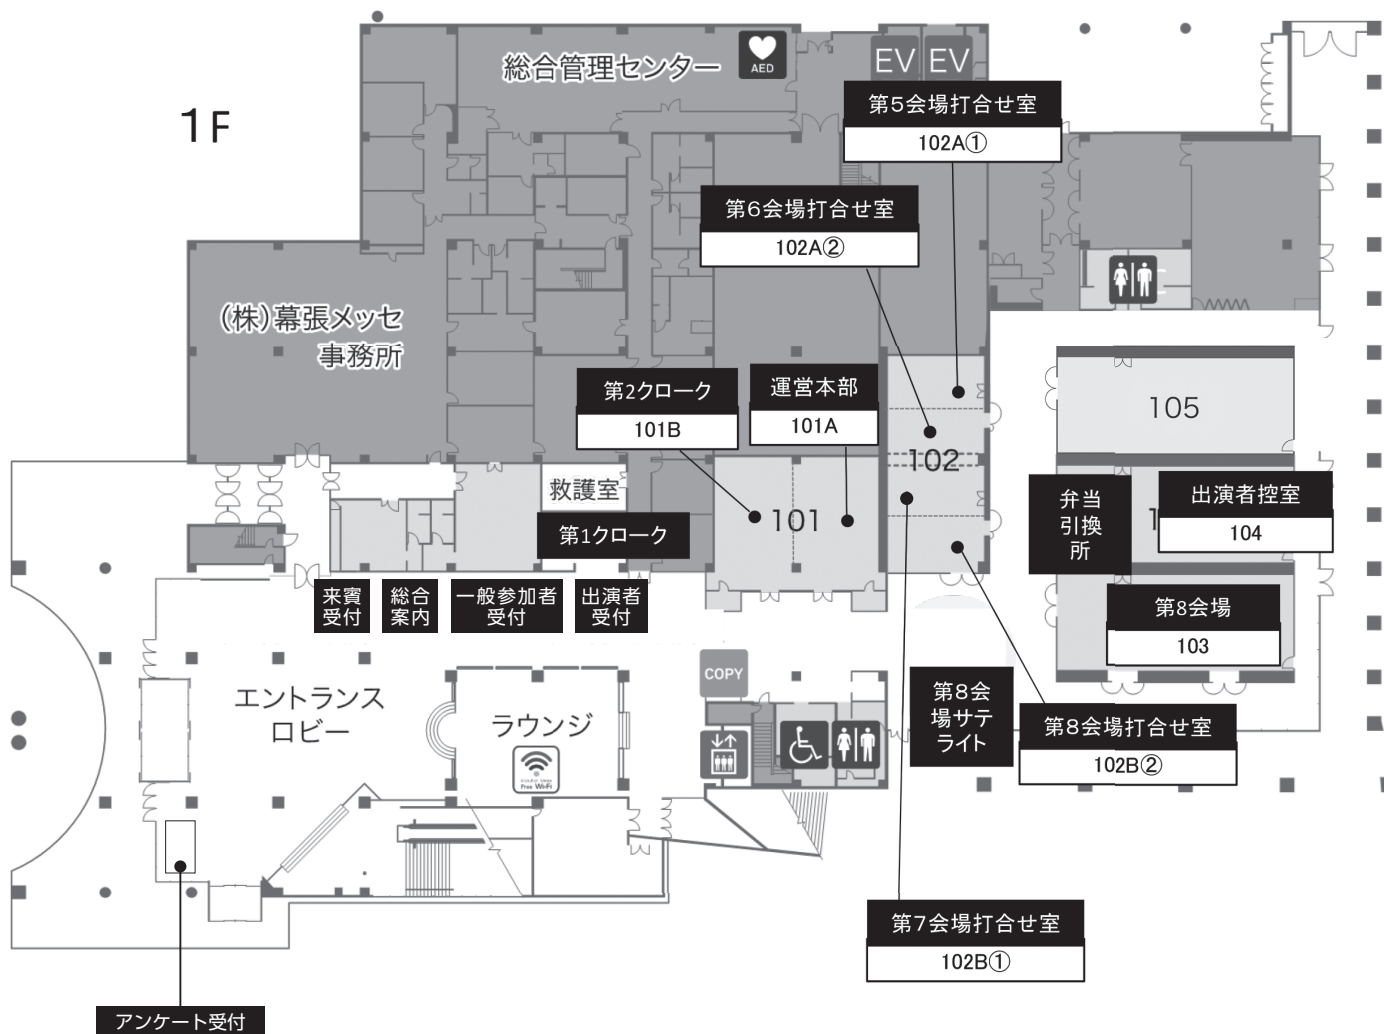 1F
総合管理センター
AED
EV
EV
第5会場打合せ室
102A①
第6会場打合せ室
102A②
(株)幕張メッセ
事務所
第2クローク
101B
運営本部
101A
105
102
救護室
101
第1クローク
弁当
引換
所
出演者控室
104
1
来賓
受付
総合
案内
一般参加者
受付
出演者
受付
第8会場
103
COPY
エントランス
ロビー
ラウンジ
Free Wi-Fi
第8会
場サテ
ライト
第8会場打合せ室
102B②
第7会場打合せ室
102B①
アンケート受付